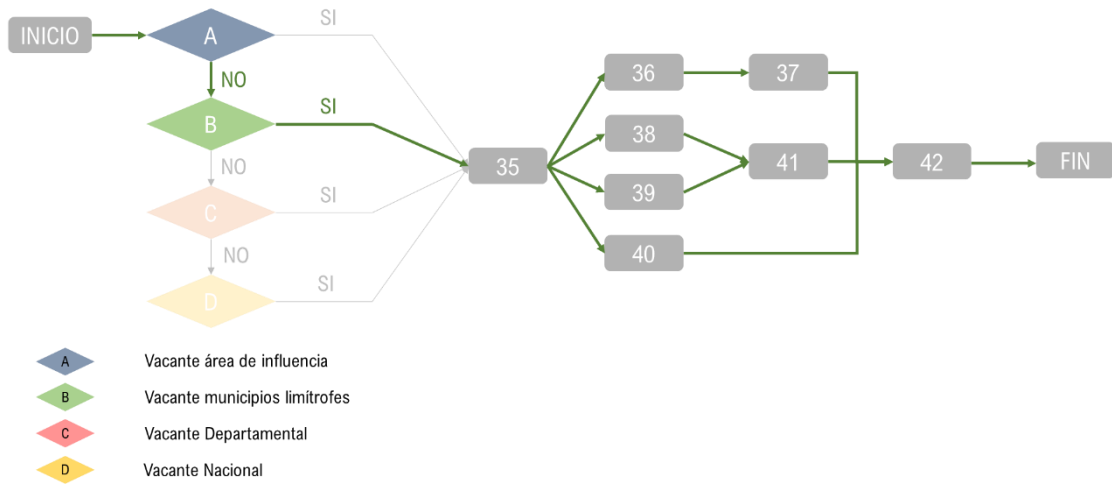 INICIO
A
SI
NO
B
SI
NO
C
SI
NO
D
SI
35
36
37
38
39
41
40
42
FIN
A Vacante área de influencia
B Vacante municipios limítrofes
C Vacante Departamental
D Vacante Nacional